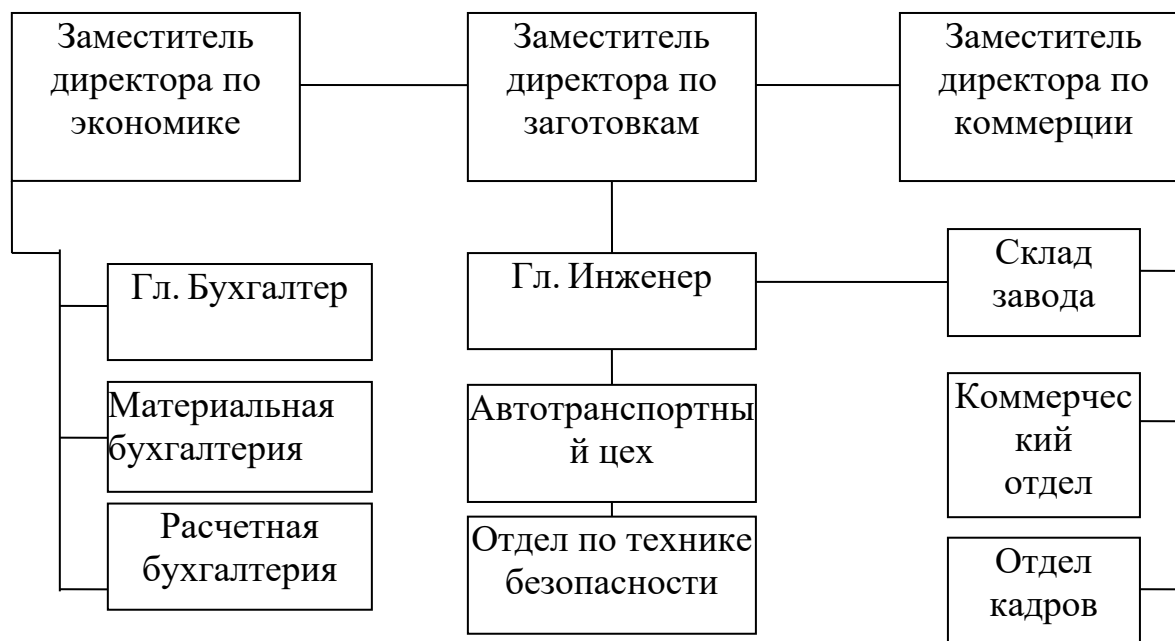 Заместитель
директора по
экономике
Заместитель
директора по
заготовкам
Заместитель
директора по
коммерции
Гл. Бухгалтер
Гл. Инженер
Склад
завода
Материальная
бухгалтерия
Автотранспортны
й цех
Коммерчес
кий
отдел
Расчетная
бухгалтерия
Отдел по технике
безопасности
Отдел
кадров